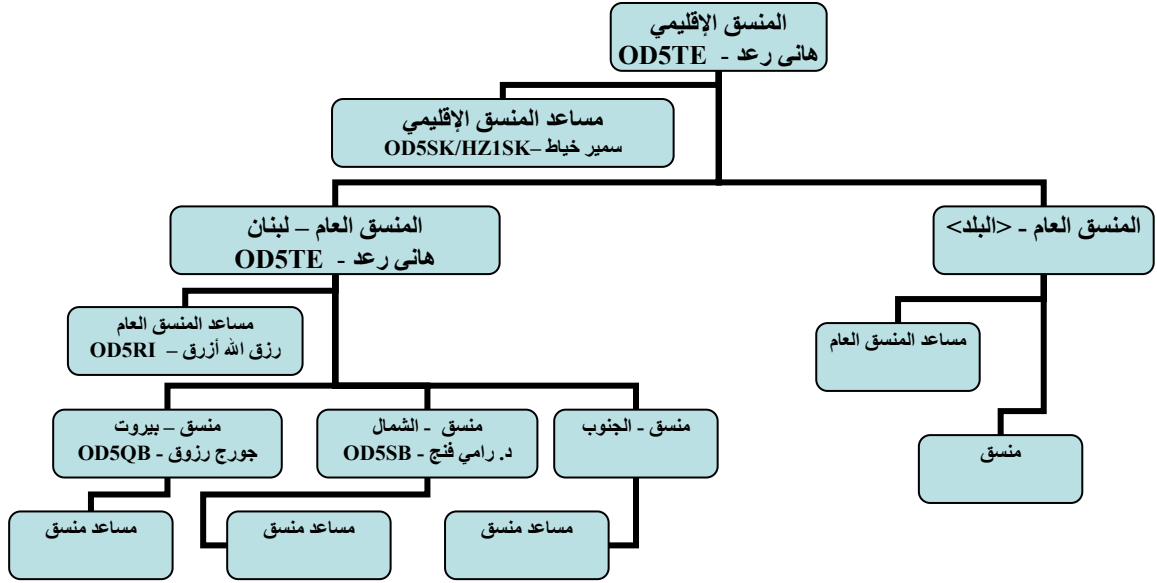 المنسق الإقليمي
هاني رعد - OD5TE
مساعد المنسق الإقليمي
سمير خياط –OD5SK/HZ1SK
المنسق العام – لبنان
هاني رعد - OD5TE
المنسق العام - <البلد>
مساعد المنسق العام
رزق الله أزرق – OD5RI
مساعد المنسق العام
منسق – بيروت
جورج رزوق - OD5QB
منسق - الشمال
د. رامي فنج - OD5SB
منسق - الجنوب
منسق
مساعد منسق
مساعد منسق
مساعد منسق